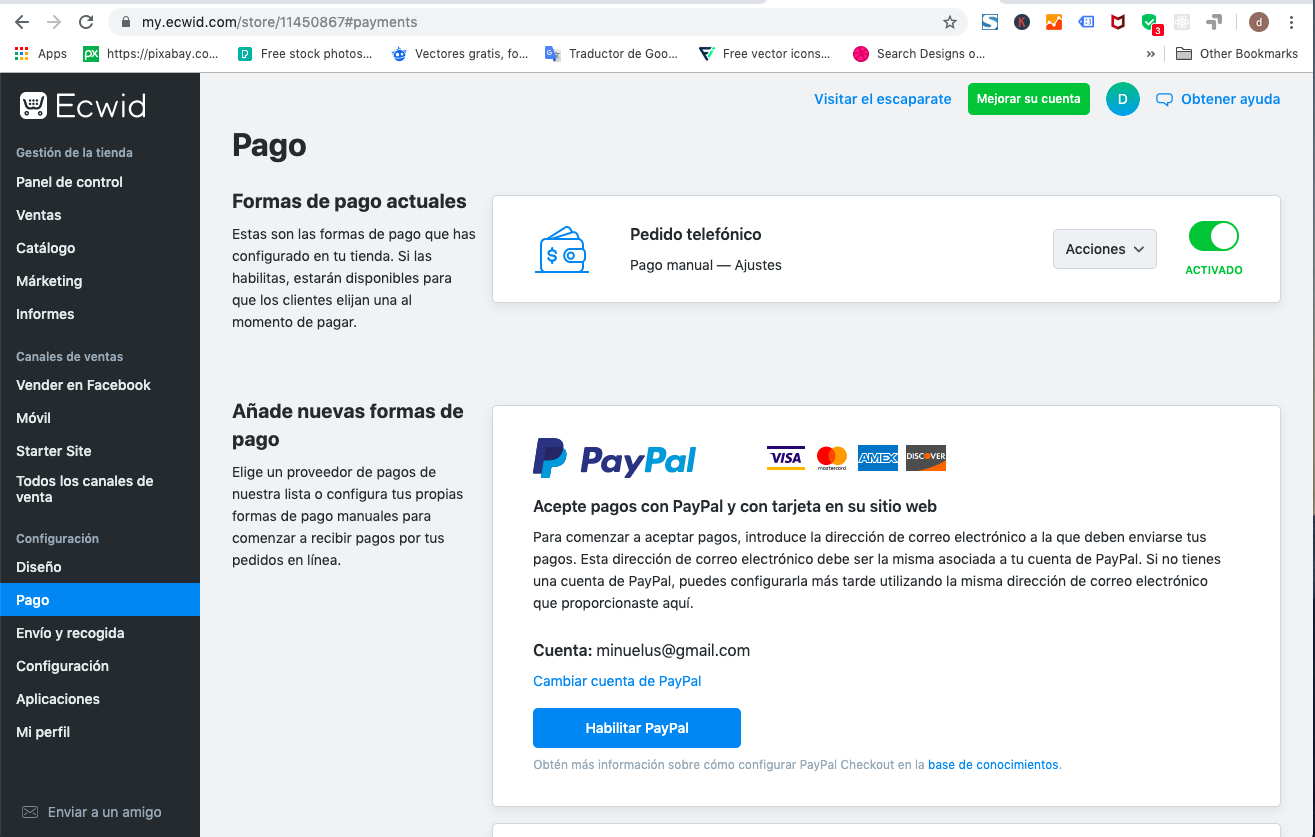 my.ecwid.com/store/11450867#payments
3
d
Apps
px https://pixabay.co...
Free stock photos...
Vectores gratis, fo...
Traductor de Goo...
Free vector icons...
Search Designs o...
»
Other Bookmarks
Ecwid
Visitar el escaparate
Mejorar su cuenta
D
Obtener ayuda
Gestión de la tienda
Panel de control
Ventas
Catálogo
Márketing
Informes
Canales de ventas
Vender en Facebook
Móvil
Starter Site
Todos los canales de
venta
Configuración
Diseño
Pago
Envío y recogida
Configuración
Aplicaciones
Mi perfil
Enviar a un amigo
Pago
Formas de pago actuales
Estas son las formas de pago que has
configurado en tu tienda. Si las
habilitas, estarán disponibles para
que los clientes elijan una al
momento de pagar.
Pedido telefónico
Pago manual — Ajustes
Acciones
ACTIVADO
Añade nuevas formas de
pago
Elige un proveedor de pagos de
nuestra lista o configura tus propias
formas de pago manuales para
comenzar a recibir pagos por tus
pedidos en línea.
PayPal
VISA
mastercard
AMEX
DISCOVER
Acepte pagos con PayPal y con tarjeta en su sitio web
Para comenzar a aceptar pagos, introduce la dirección de correo electrónico a la que deben enviarse tus
pagos. Esta dirección de correo electrónico debe ser la misma asociada a tu cuenta de PayPal. Si no tienes
una cuenta de PayPal, puedes configurarla más tarde utilizando la misma dirección de correo electrónico
que proporcionaste aquí.
Cuenta: minuelus@gmail.com
Cambiar cuenta de PayPal
Habilitar PayPal
Obtén más información sobre cómo configurar PayPal Checkout en la base de conocimientos.